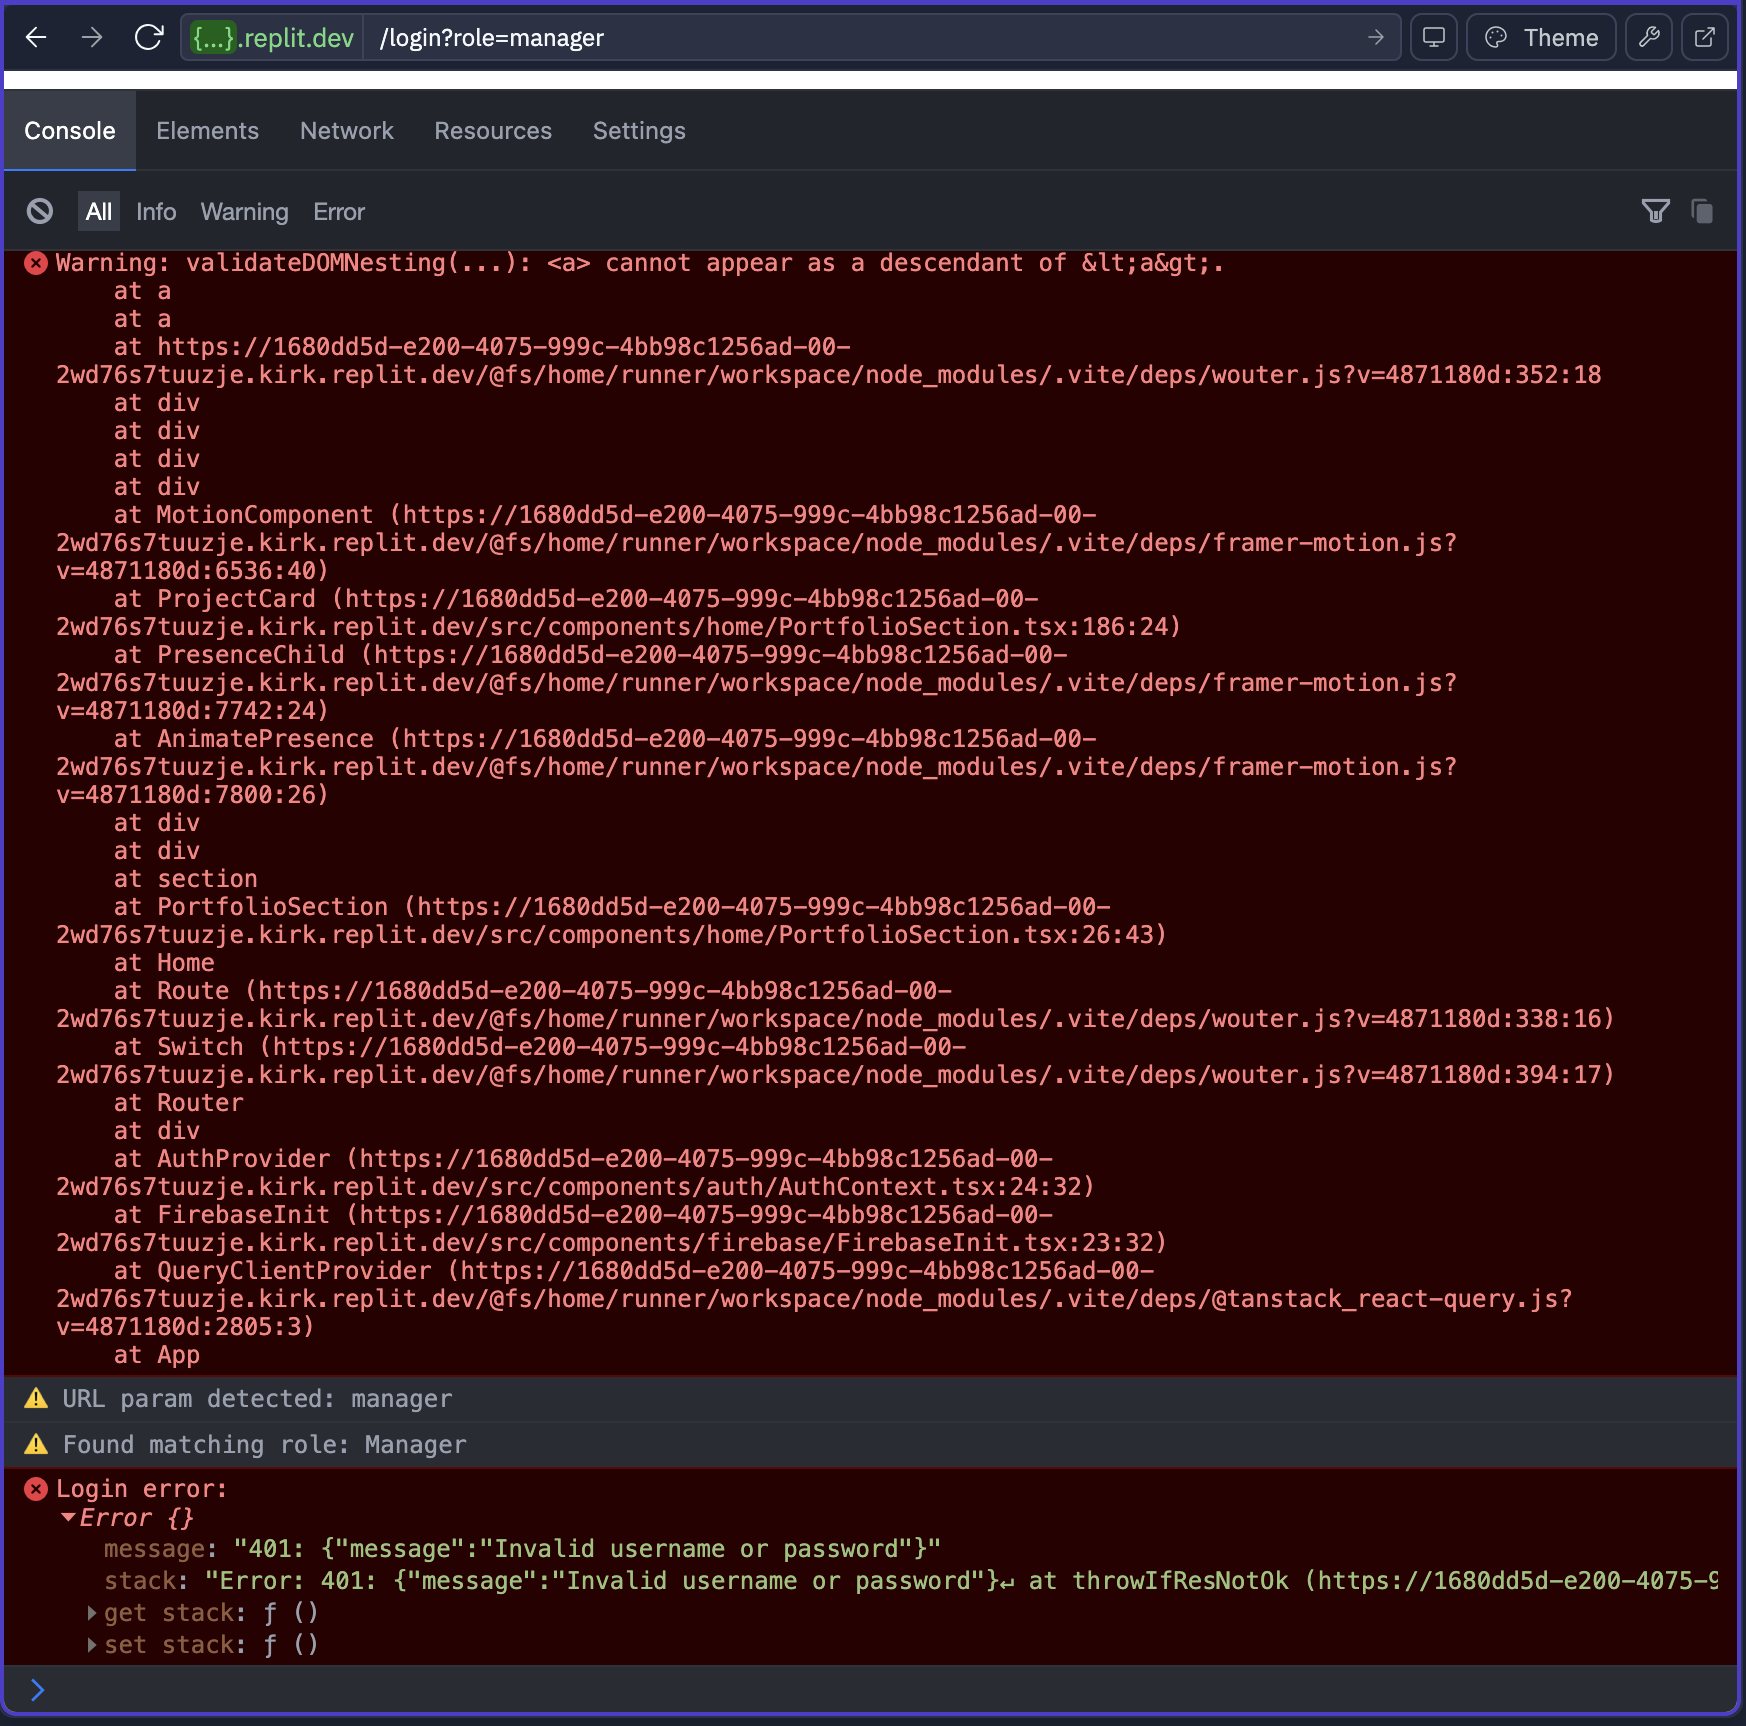 {...}.replit.dev /login?role=manager Theme
Console Elements Network Resources Settings
All Info Warning Error
Warning: validateDOMNesting(...): <a> cannot appear as a descendant of &lt;a&gt;.
at a
at a
at https://1680dd5d-e200-4075-999c-4bb98c1256ad-00-
2wd76s7tuuzje.kirk.replit.dev/@fs/home/runner/workspace/node_modules/.vite/deps/wouter.js?v=4871180d:352:18
at div
at div
at div
at div
at MotionComponent (https://1680dd5d-e200-4075-999c-4bb98c1256ad-00-
2wd76s7tuuzje.kirk.replit.dev/@fs/home/runner/workspace/node_modules/.vite/deps/framer-motion.js?
v=4871180d:6536:40)
at ProjectCard (https://1680dd5d-e200-4075-999c-4bb98c1256ad-00-
2wd76s7tuuzje.kirk.replit.dev/src/components/home/PortfolioSection.tsx:186:24)
at PresenceChild (https://1680dd5d-e200-4075-999c-4bb98c1256ad-00-
2wd76s7tuuzje.kirk.replit.dev/@fs/home/runner/workspace/node_modules/.vite/deps/framer-motion.js?
v=4871180d:7742:24)
at AnimatePresence (https://1680dd5d-e200-4075-999c-4bb98c1256ad-00-
2wd76s7tuuzje.kirk.replit.dev/@fs/home/runner/workspace/node_modules/.vite/deps/framer-motion.js?
v=4871180d:7800:26)
at div
at div
at section
at PortfolioSection (https://1680dd5d-e200-4075-999c-4bb98c1256ad-00-
2wd76s7tuuzje.kirk.replit.dev/src/components/home/PortfolioSection.tsx:26:43)
at Home
at Route (https://1680dd5d-e200-4075-999c-4bb98c1256ad-00-
2wd76s7tuuzje.kirk.replit.dev/@fs/home/runner/workspace/node_modules/.vite/deps/wouter.js?v=4871180d:338:16)
at Switch (https://1680dd5d-e200-4075-999c-4bb98c1256ad-00-
2wd76s7tuuzje.kirk.replit.dev/@fs/home/runner/workspace/node_modules/.vite/deps/wouter.js?v=4871180d:394:17)
at Router
at div
at AuthProvider (https://1680dd5d-e200-4075-999c-4bb98c1256ad-00-
2wd76s7tuuzje.kirk.replit.dev/src/components/auth/AuthContext.tsx:24:32)
at FirebaseInit (https://1680dd5d-e200-4075-999c-4bb98c1256ad-00-
2wd76s7tuuzje.kirk.replit.dev/src/components/firebase/FirebaseInit.tsx:23:32)
at QueryClientProvider (https://1680dd5d-e200-4075-999c-4bb98c1256ad-00-
2wd76s7tuuzje.kirk.replit.dev/@fs/home/runner/workspace/node_modules/.vite/deps/@tanstack_react-query.js?
v=4871180d:2805:3)
at App
URL param detected: manager
Found matching role: Manager
Login error:
Error {}
message: "401: {"message":"Invalid username or password"}"
stack: "Error: 401: {"message":"Invalid username or password"}↵ at throwIfResNotOk (https://1680dd5d-e200-4075-9
get stack: ƒ ()
set stack: ƒ ()